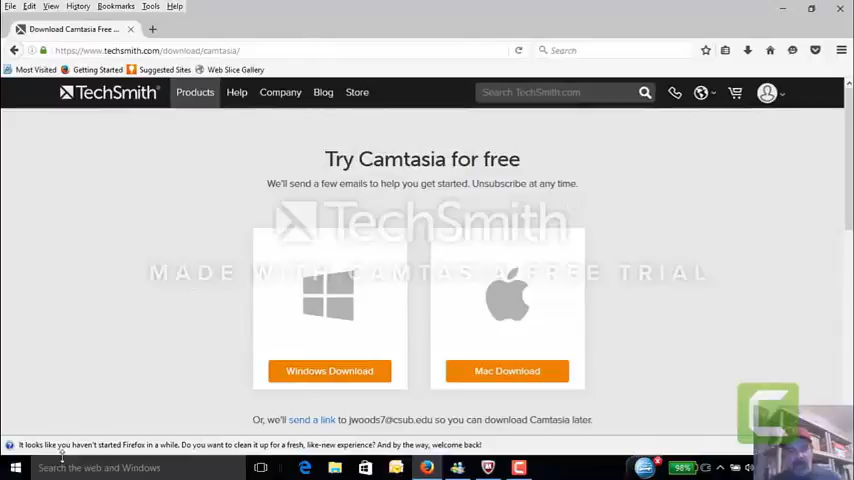 File Edit View History Bookmarks Tools Help
Download Camtasia Free ...
https://www.techsmith.com/download/camtasia/
Search
Most Visited Getting Started Suggested Sites Web Slice Gallery
TechSmith Products Help Company Blog Store Search TechSmith.com
Try Camtasia for free
We'll send a few emails to help you get started. Unsubscribe at any time.
TechSmith
MADE WITH CAMTASIA FREE TRIAL
Windows Download Mac Download
Or, we'll send a link to jwoods7@csub.edu so you can download Camtasia later.
It looks like you haven't started Firefox in a while. Do you want to clean it up for a fresh, like-new experience? And by the way, welcome back!
Search the web and Windows
98%